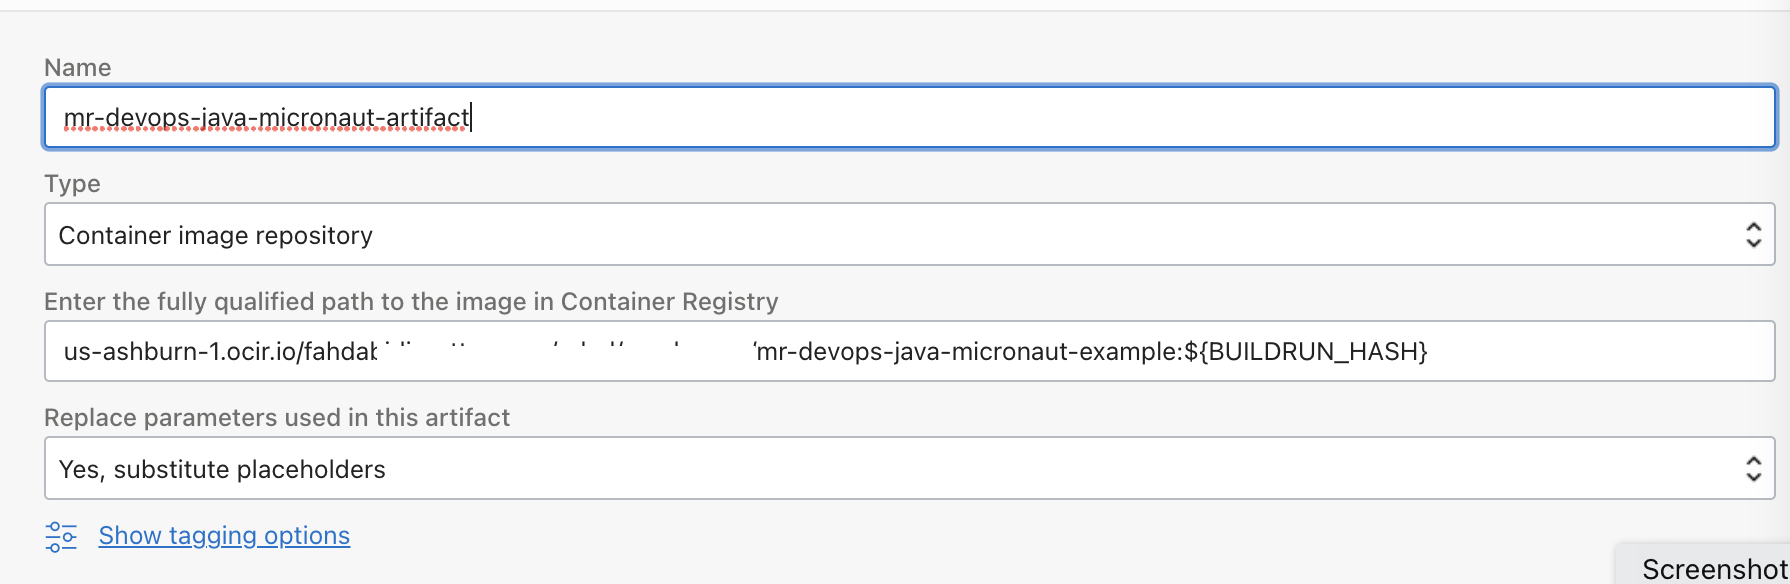 Name
mr-devops-java-micronaut-artifact
Type
Container image repository
Enter the fully qualified path to the image in Container Registry
us-ashburn-1.ocir.io/fahdab /mr-devops-java-micronaut-example:${BUILDRUN_HASH}
Replace parameters used in this artifact
Yes, substitute placeholders
Show tagging options
Screenshot